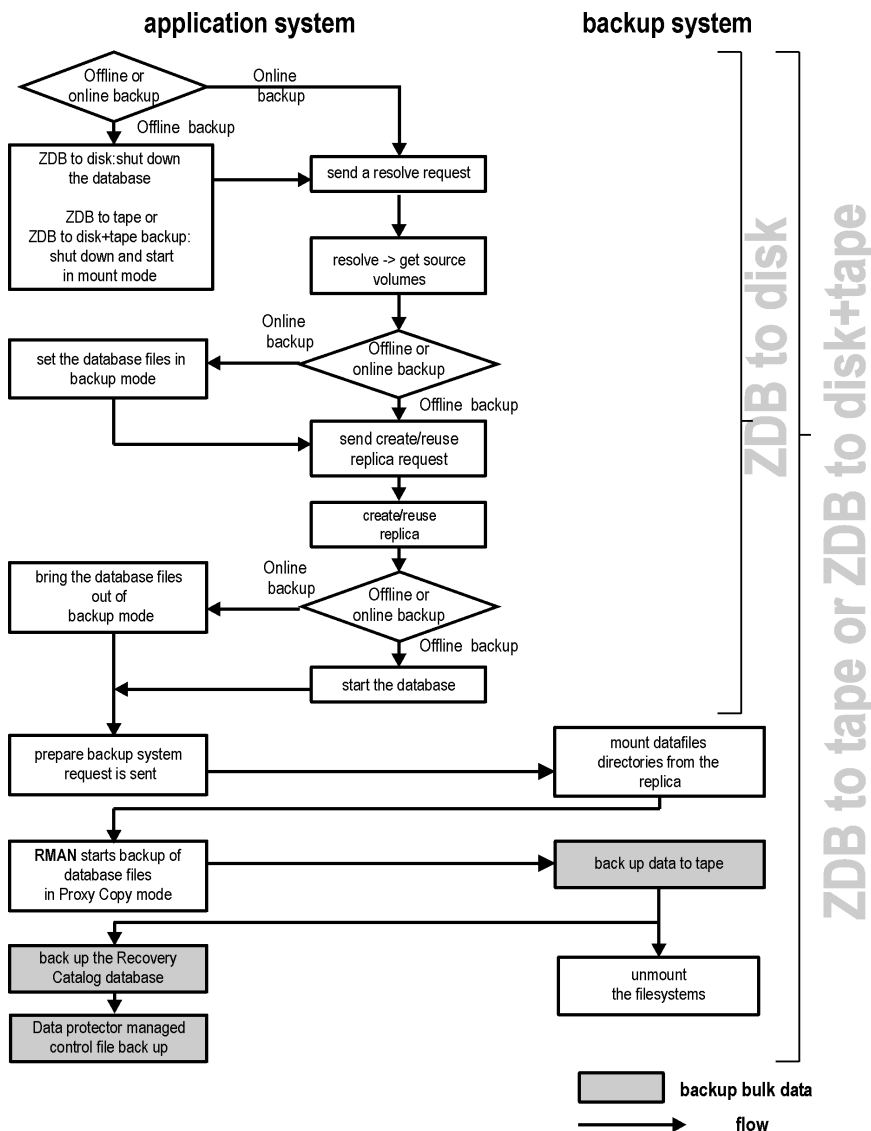 application system
backup system
Offline or
online backup
Online
backup
Offline backup
ZDB to disk:shut down
the database
ZDB to tape or
ZDB to disk+tape backup:
shut down and start
in mount mode
send a resolve request
resolve -> get source
volumes
Online
backup
Offline or
online backup
set the database files in
backup mode
Offline backup
send create/reuse
replica request
create/reuse
replica
Online
backup
bring the database files
out of
backup mode
Offline or
online backup
Offline backup
start the database
prepare backup system
request is sent
mount datafiles
directories from the
replica
RMAN starts backup of
database files
in Proxy Copy mode
back up data to tape
back up the Recovery
Catalog database
unmount
the filesystems
Data protector managed
control file back up
ZDB to disk
ZDB to tape or ZDB to disk+tape
backup bulk data
flow